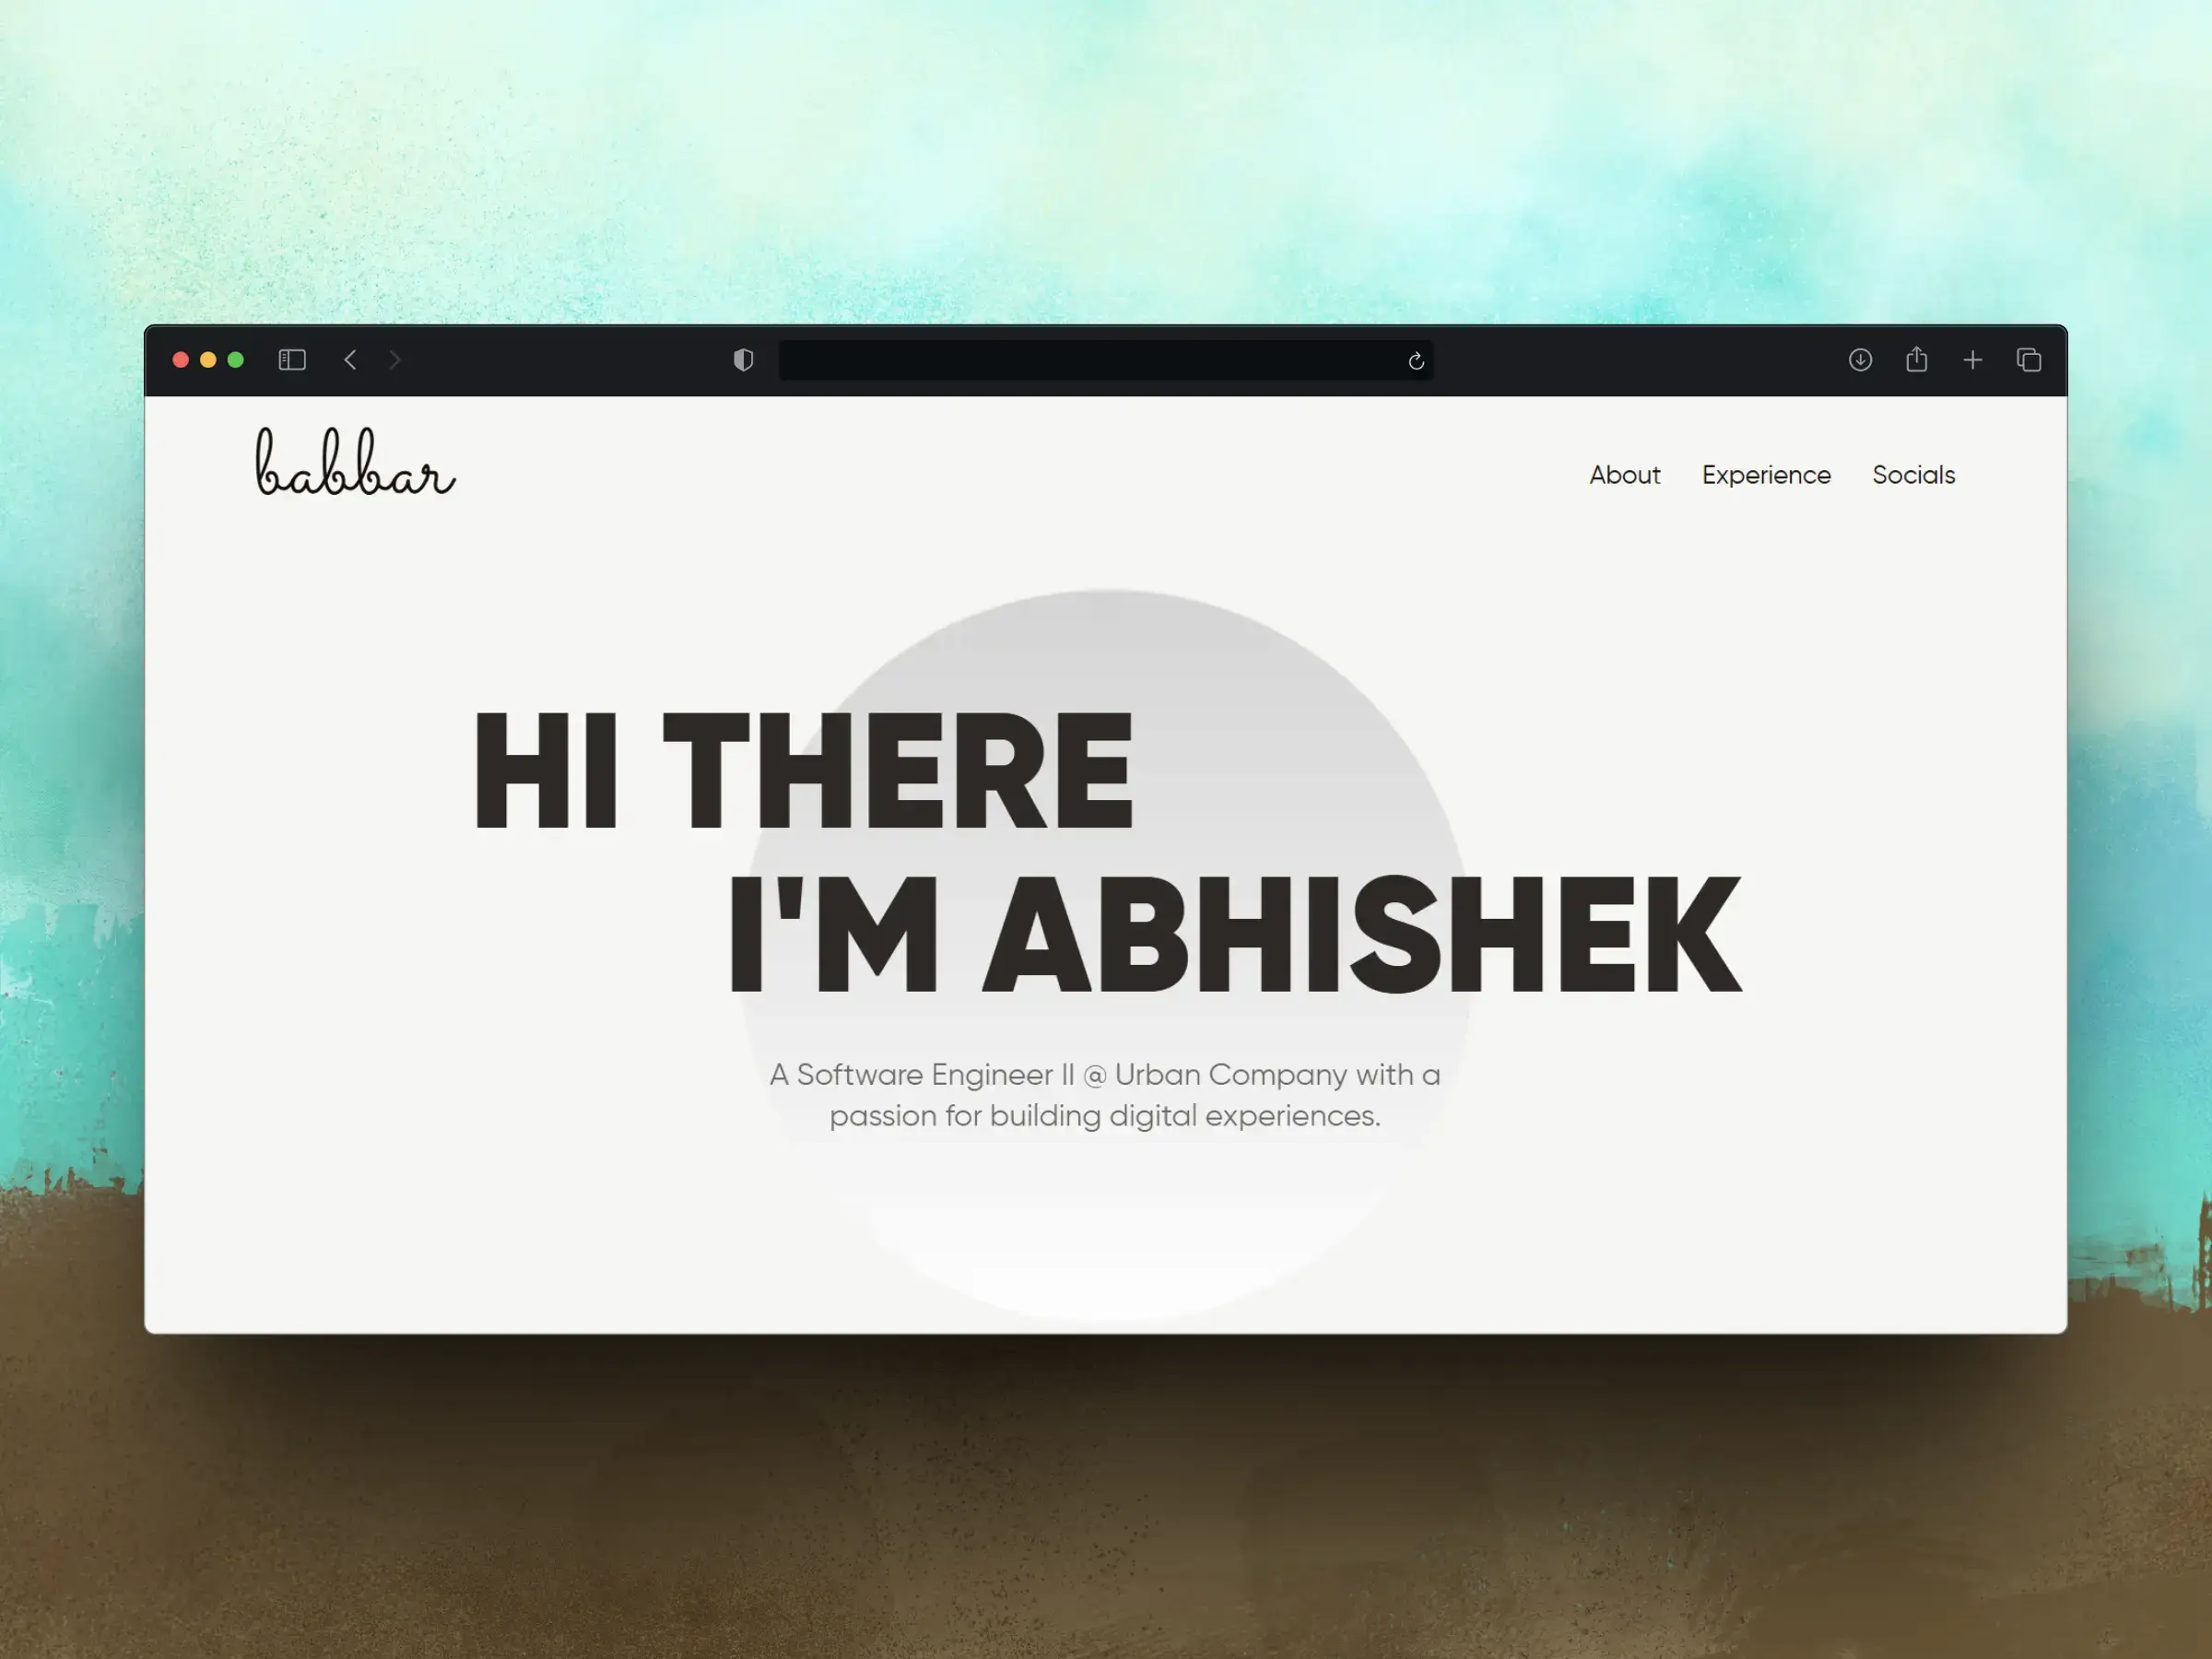 babbar
About Experience Socials
HI THERE
I'M ABHISHEK
A Software Engineer II @ Urban Company with a
passion for building digital experiences.